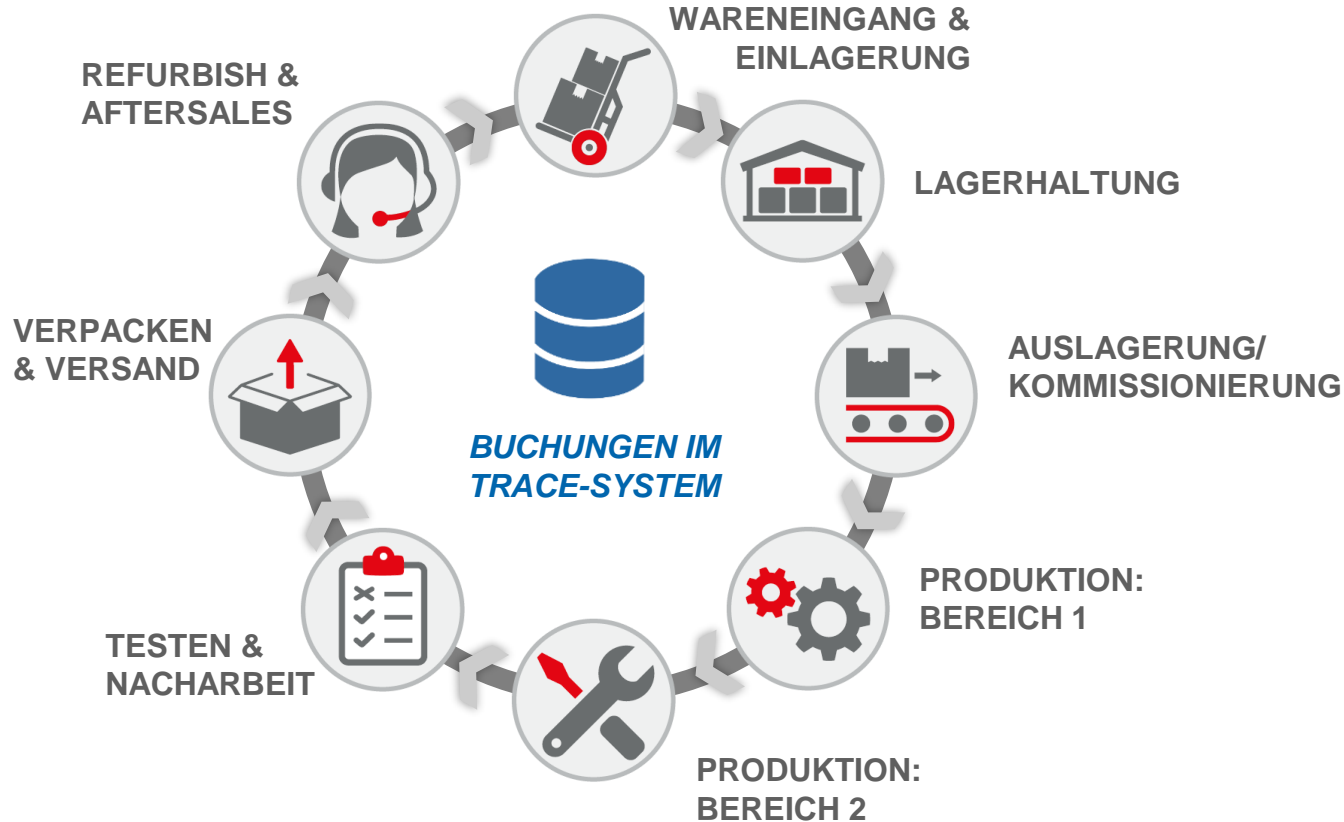 WARENEINGANG &
EINLAGERUNG
LAGERHALTUNG
AUSLAGERUNG/
KOMMISSIONIERUNG
PRODUKTION:
BEREICH 1
PRODUKTION:
BEREICH 2
TESTEN &
NACHARBEIT
VERPACKEN
& VERSAND
REFURBISH &
AFTERSALES
BUCHUNGEN IM
TRACE-SYSTEM